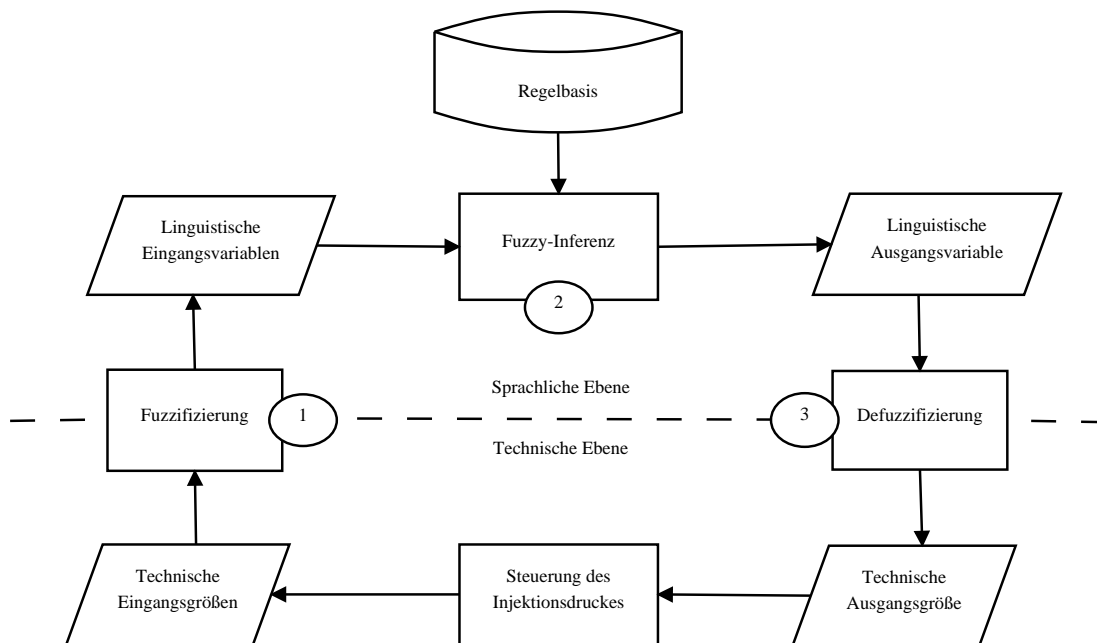 Regelbasis
Linguistische
Eingangsvariablen
Fuzzy-Inferenz
Linguistische
Ausgangsvariable
2
Sprachliche Ebene
Fuzzifizierung
1
3
Defuzzifizierung
Technische Ebene
Technische
Eingangsgrößen
Steuerung des
Injektionsdruckes
Technische
Ausgangsgröße